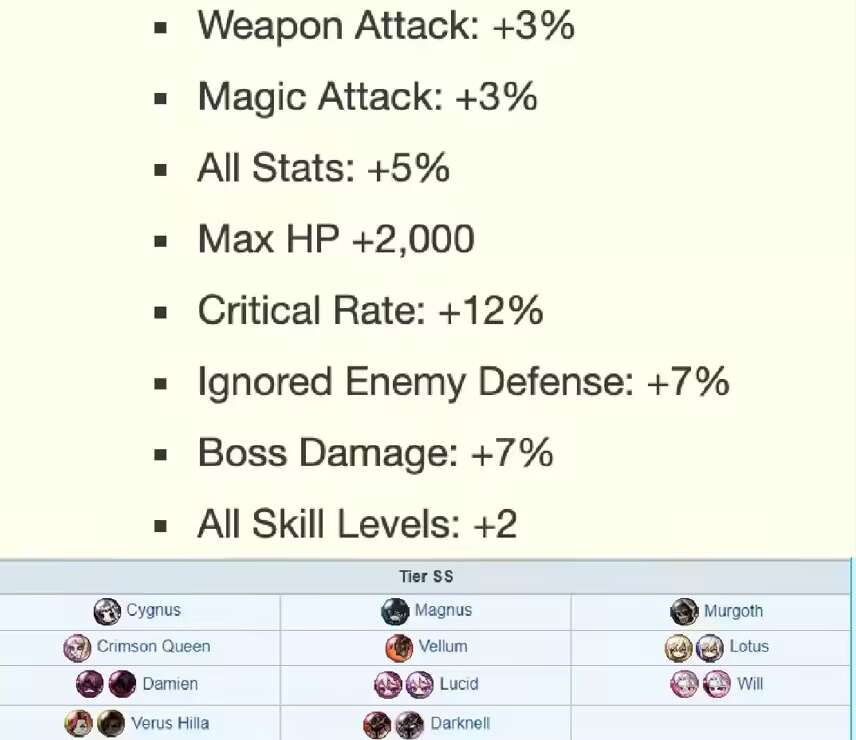 Weapon Attack: +3%
Magic Attack: +3%
All Stats: +5%
Max HP +2,000
Critical Rate: +12%
Ignored Enemy Defense: +7%
Boss Damage: +7%
All Skill Levels: +2
Tier SS
Cygnus Magnus Murgoth
Crimson Queen Vellum Lotus
Damien Lucid Will
Verus Hilla Darknell